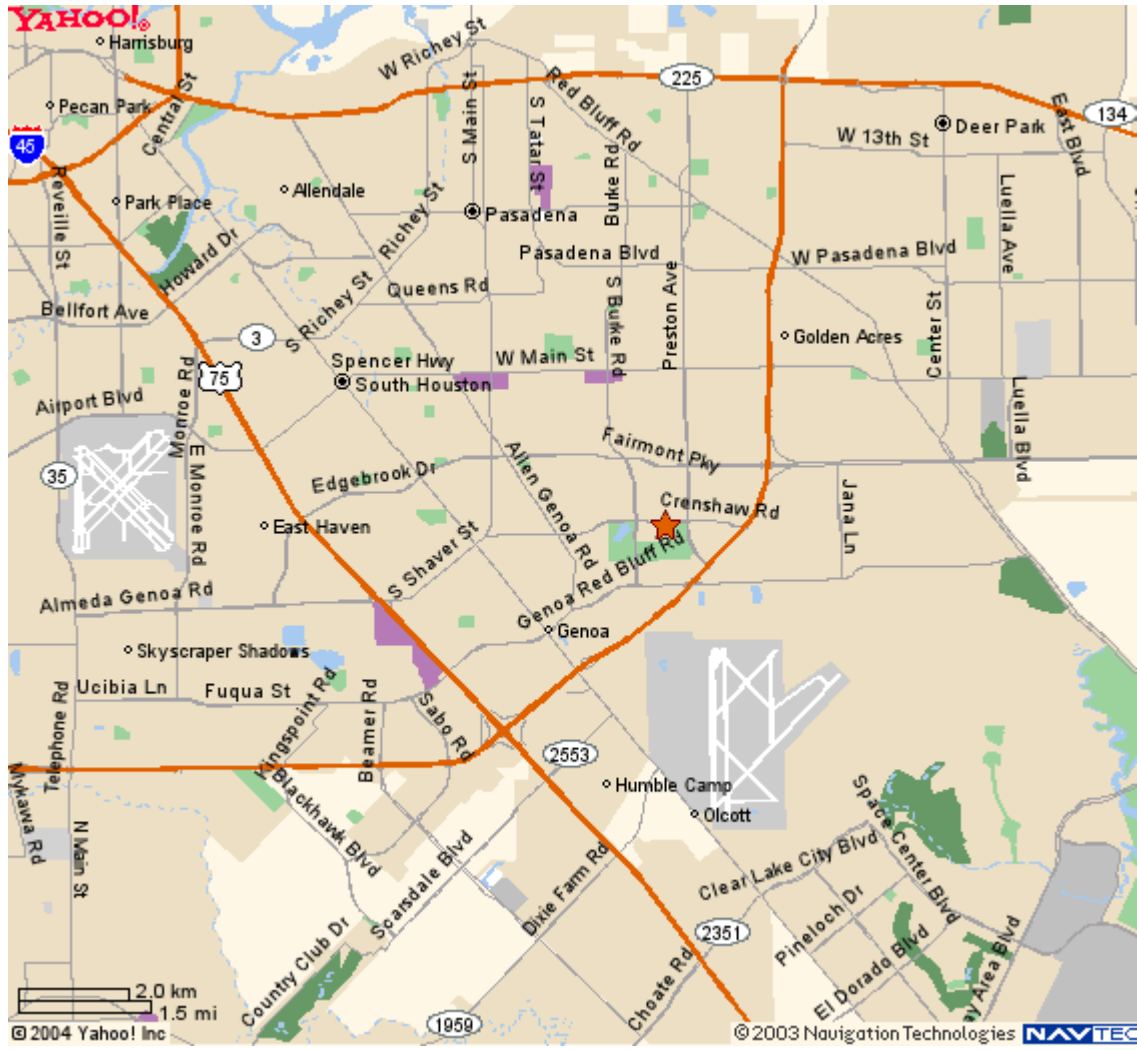 YAHOO!
Harrisburg
W Richey St
Central St
225
Pecan Park
S Main St
S Tatar St
Red Bluff Rd
East Blvd
134
45
Deer Park
W 13th St
Burke Rd
Reveille St
Allendale
Park Place
Richey St
Pasadena
Luella Ave
Howard Dr
Pasadena Blvd
W Pasadena Blvd
Queens Rd
S Burke Rd
Preston Ave
Center St
Bellfort Ave
S Richey St
3
Golden Acres
Spencer Hwy
W Main St
75
South Houston
Monroe Rd
Airport Blvd
Luella Blvd
Fairmont Pky
Allen Genoa Rd
Edgebrook Dr
35
E Monroe Rd
Jana Ln
Crenshaw Rd
East Haven
S Shaver St
Genoa Red Bluff Rd
Almeda Genoa Rd
Genoa
Skyscraper Shadows
Ucibia Ln
Fuqua St
Telephone Rd
Kingspoint Rd
Beamer Rd
Sabo Rd
2553
Mykawa Rd
Blackhawk Blvd
Humble Camp
Olcott
Space Center Blvd
N Main St
Clear Lake City Blvd
Scarsdale Blvd
Dixie Farm Rd
Pineloch Dr
2351
Country Club Dr
El Dorado Blvd
Area Blvd
Choate Rd
2.0 km
1.5 mi
1959
© 2004 Yahoo! Inc
© 2003 Navigation Technologies NAVTEC